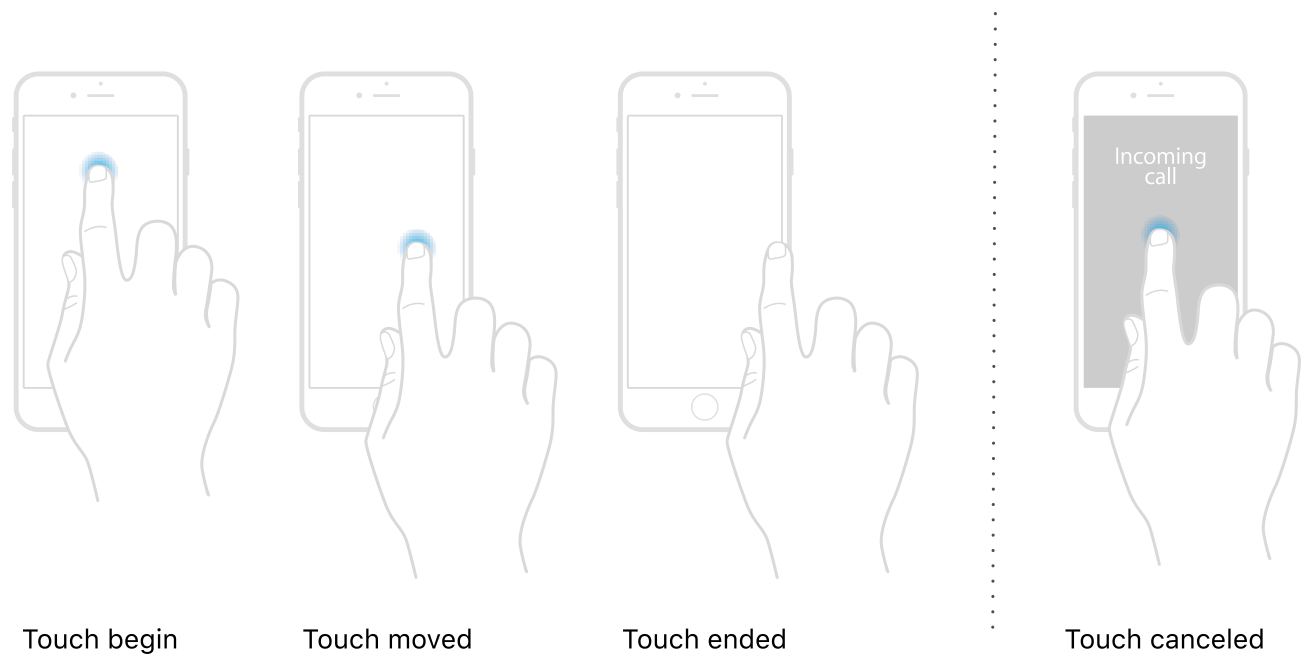 Incoming
call
Touch begin
Touch moved
Touch ended
Touch canceled